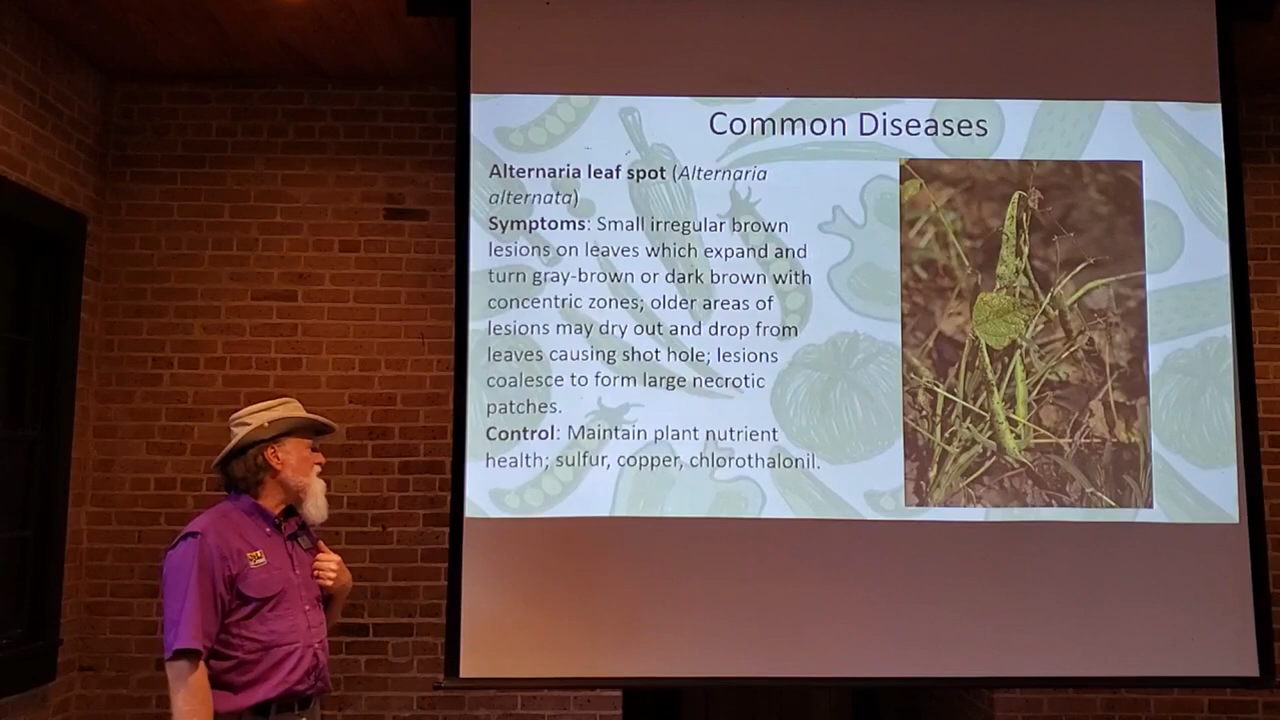 Common Diseases
Alternaria leaf spot (Alternaria
alternata)
Symptoms: Small irregular brown
lesions on leaves which expand and
turn gray-brown or dark brown with
concentric zones; older areas of
lesions may dry out and drop from
leaves causing shot hole; lesions
coalesce to form large necrotic
patches.
Control: Maintain plant nutrient
health; sulfur, copper, chlorothalonil.